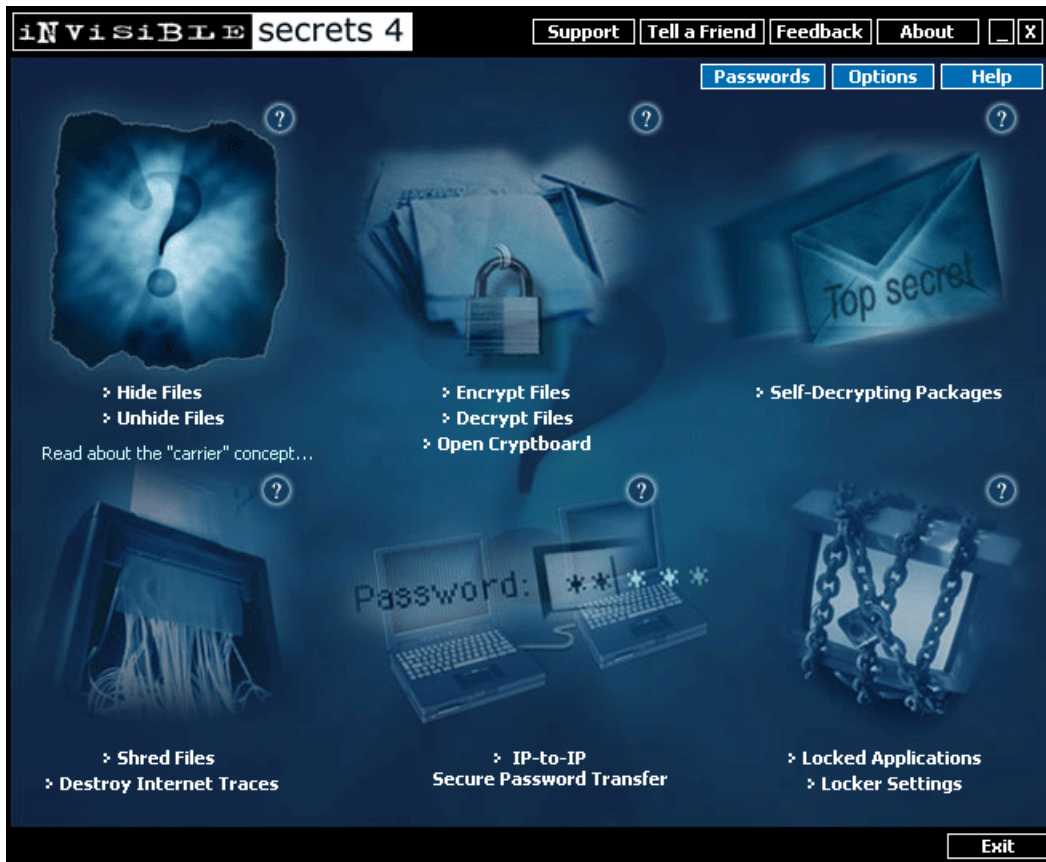 iNVisiBLE secrets 4
Support Tell a Friend Feedback About _ X
Passwords Options Help
? ? ?
Top secret
> Hide Files
> Unhide Files
Read about the "carrier" concept...
> Encrypt Files
> Decrypt Files
> Open Cryptboard
> Self-Decrypting Packages
? ? ?
Password: **|***
> Shred Files
> Destroy Internet Traces
> IP-to-IP
Secure Password Transfer
> Locked Applications
> Locker Settings
Exit